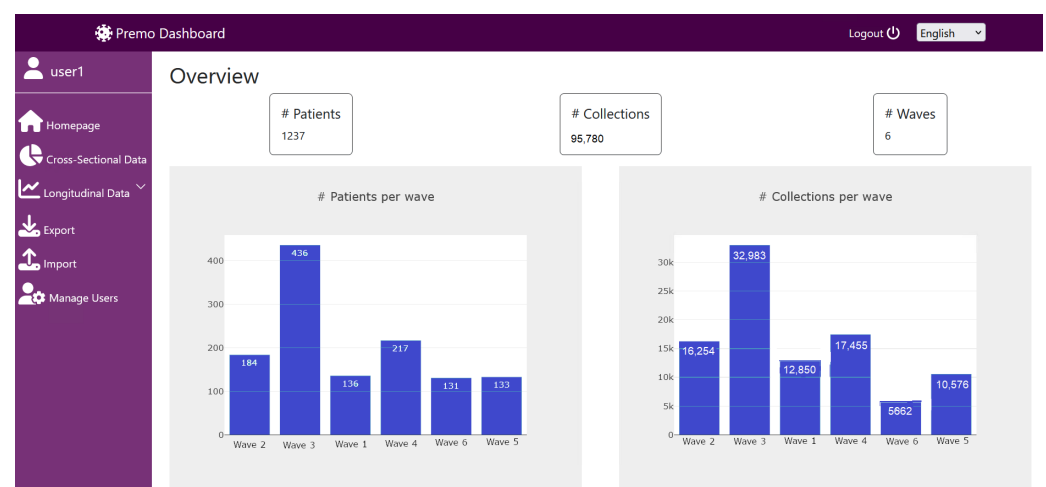 Premo Dashboard
Logout
English
user1
Homepage
Cross-Sectional Data
Longitudinal Data
Export
Import
Manage Users
Overview
# Patients
1237
# Collections
95,780
# Waves
6
# Patients per wave
400
300
200
100
0
184
436
136
217
131
133
Wave 2
Wave 3
Wave 1
Wave 4
Wave 6
Wave 5
# Collections per wave
30k
25k
20k
15k
10k
5k
0
16,254
32,983
12,850
17,455
5662
10,576
Wave 2
Wave 3
Wave 1
Wave 4
Wave 6
Wave 5